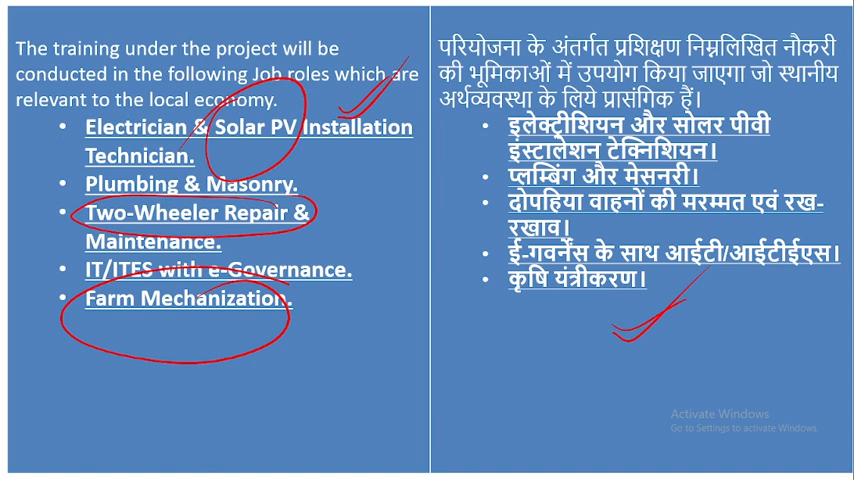 The training under the project will be
conducted in the following Job roles which are
relevant to the local economy.
• Electrician & Solar PV Installation
Technician.
• Plumbing & Masonry.
• Two-Wheeler Repair &
Maintenance.
• IT/ITES with e-Governance.
• Farm Mechanization.
परियोजना के अंतर्गत प्रशिक्षण निम्नलिखित नौकरी
की भूमिकाओं में उपयोग किया जाएगा जो स्थानीय
अर्थव्यवस्था के लिये प्रासंगिक हैं।
• इलेक्ट्रीशियन और सोलर पीवी
इंस्टालेशन टेक्निशियन।
• प्लम्बिंग और मेसनरी।
• दोपहिया वाहनों की मरम्मत एवं रख-
रखाव।
• ई-गवर्नेंस के साथ आईटी/आईटीईएस।
• कृषि यंत्रीकरण।
Activate Windows
Go to Settings to activate Windows.